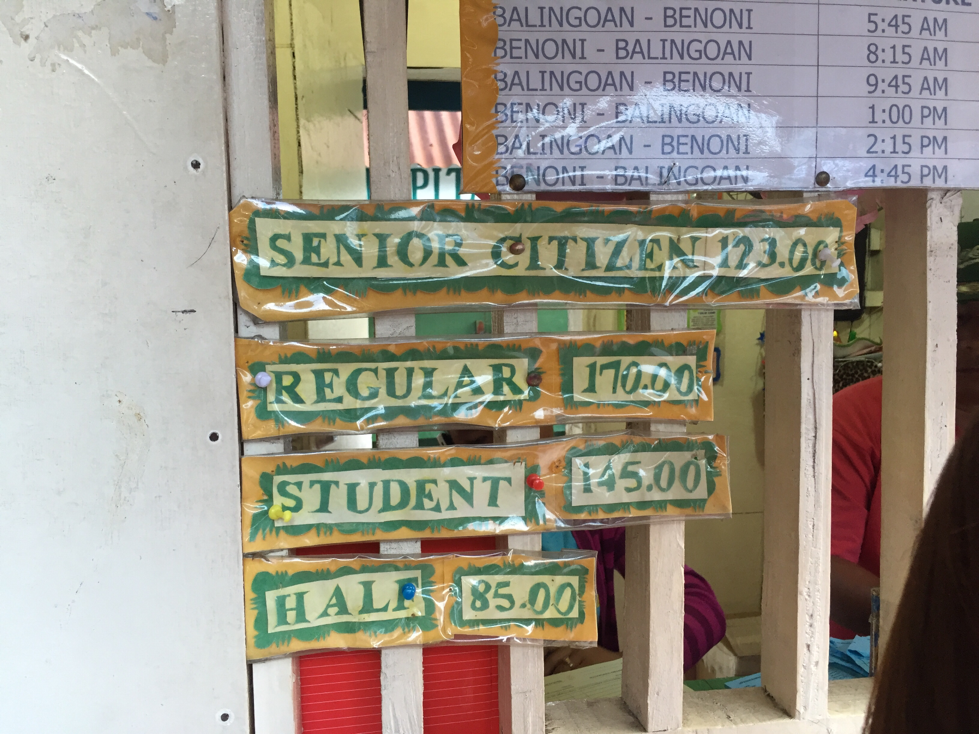 BALINGOAN - BENONI 5:45 AM
BENONI - BALINGOAN 8:15 AM
BALINGOAN - BENONI 9:45 AM
BENONI - BALINGOAN 1:00 PM
BALINGOAN - BENONI 2:15 PM
BENONI - BALINGOAN 4:45 PM
SENIOR CITIZEN 123.00
REGULAR 170.00
STUDENT 145.00
HALF 85.00